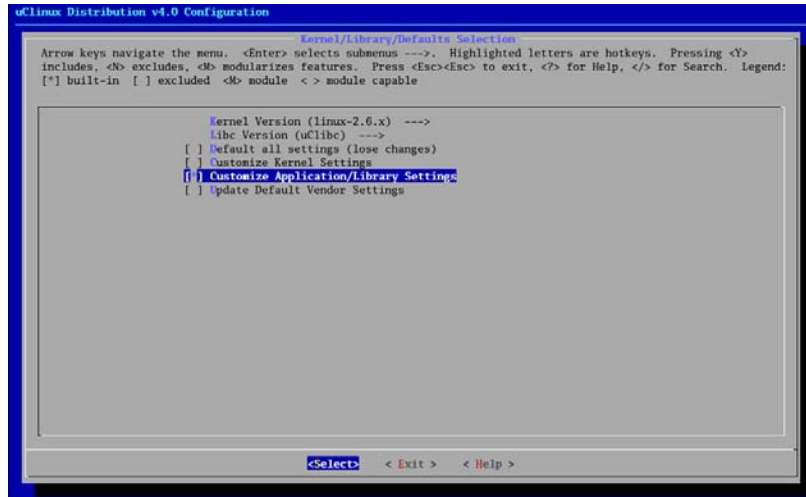 uClinux Distribution v4.0 Configuration
Kernel/Library/Defaults Selection
Arrow keys navigate the menu. <Enter> selects submenus --->. Highlighted letters are hotkeys. Pressing <Y>
includes, <N> excludes, <M> modularizes features. Press <Esc><Esc> to exit, <?> for Help, </> for Search. Legend:
[*] built-in [ ] excluded <M> module < > module capable
Kernel Version (linux-2.6.x) --->
Libc Version (uClibc) --->
[ ] Default all settings (lose changes)
[ ] Customize Kernel Settings
[*] Customize Application/Library Settings
[ ] Update Default Vendor Settings
<Select> < Exit > < Help >